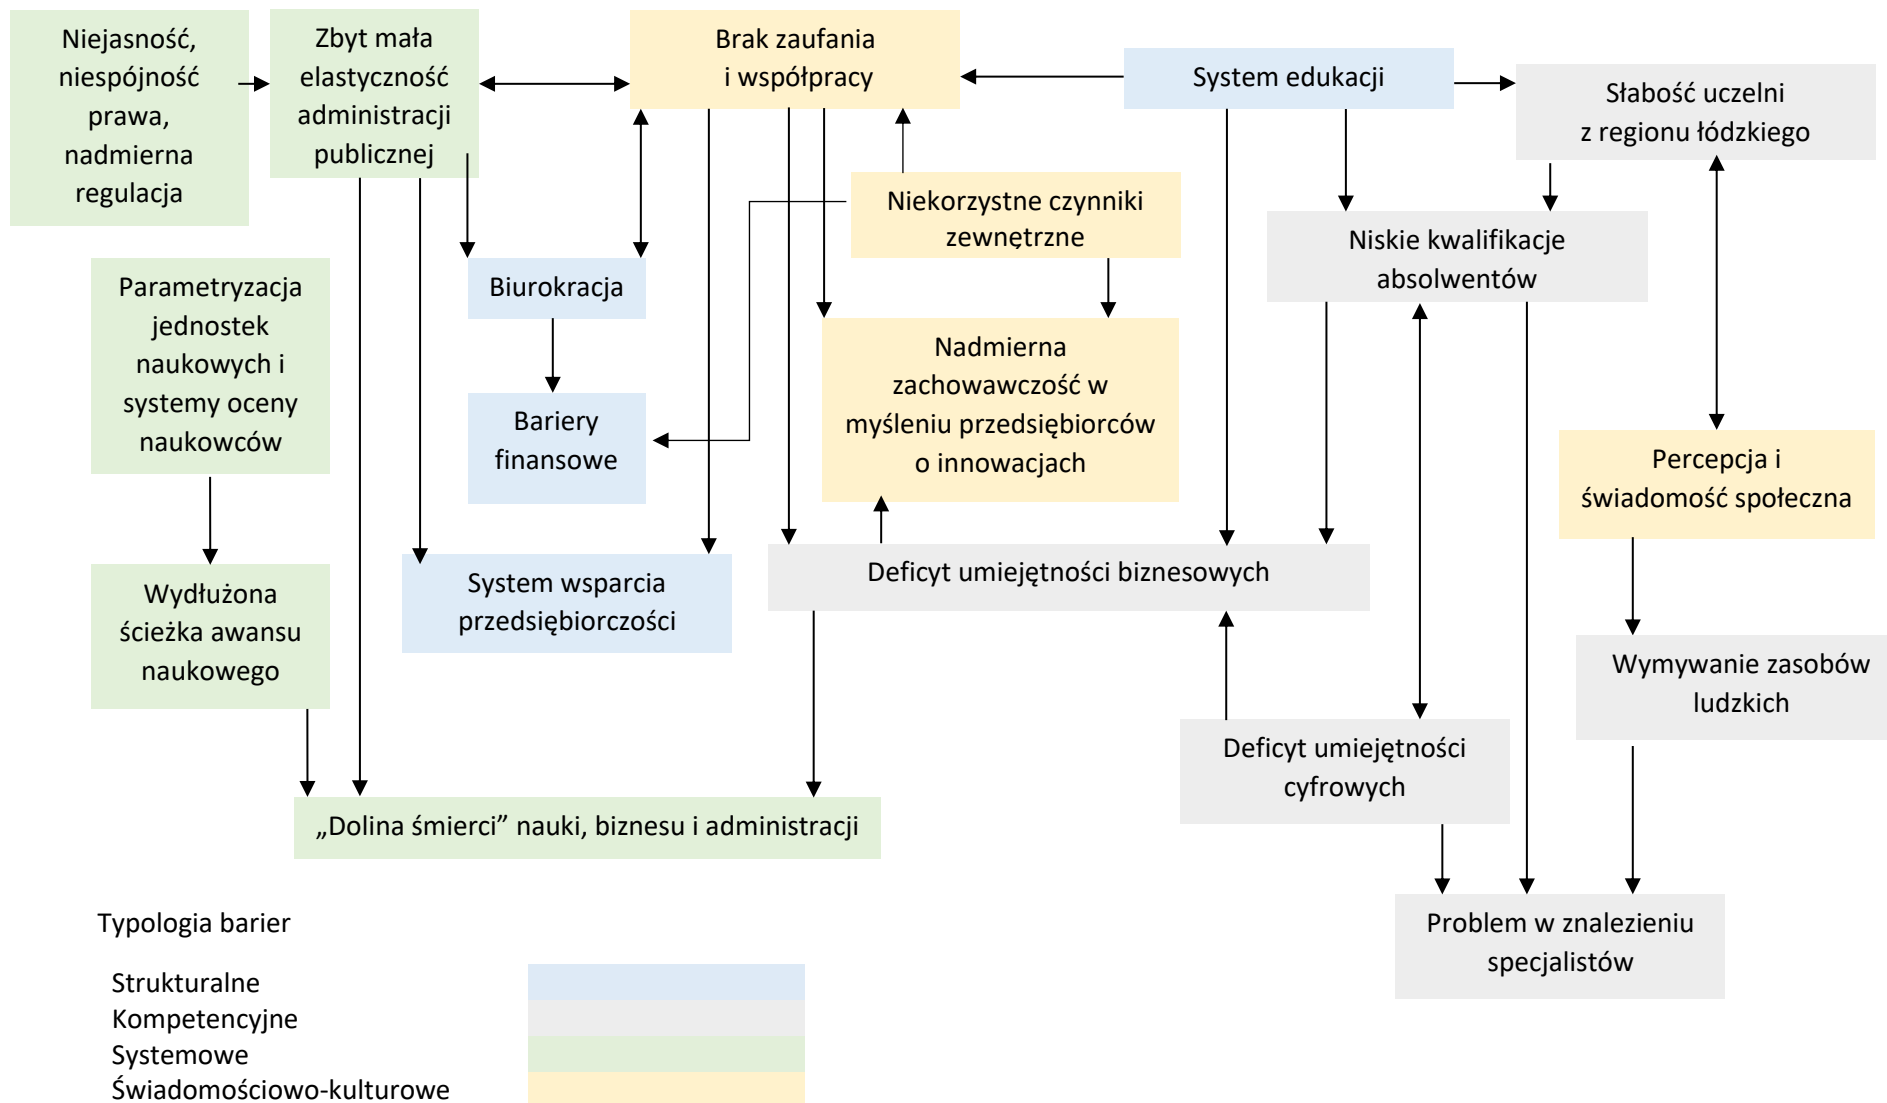 Niejasność,
niespójność
prawa,
nadmierna
regulacja
Zbyt mała
elastyczność
administracji
publicznej
Brak zaufania
i współpracy
System edukacji
Słabość uczelni
z regionu łódzkiego
Niekorzystne czynniki
zewnętrzne
Niskie kwalifikacje
absolwentów
Parametryzacja
jednostek
naukowych i
systemy oceny
naukowców
Biurokracja
Nadmierna
zachowawczość w
myśleniu przedsiębiorców
o innowacjach
Bariery
finansowe
Percepcja i
świadomość społeczna
Wydłużona
ścieżka awansu
naukowego
System wsparcia
przedsiębiorczości
Deficyt umiejętności biznesowych
Wymywanie zasobów
ludzkich
Deficyt umiejętności
cyfrowych
„Dolina śmierci” nauki, biznesu i administracji
Problem w znalezieniu
specjalistów
Typologia barier
Strukturalne
Kompetencyjne
Systemowe
Świadomościowo-kulturowe